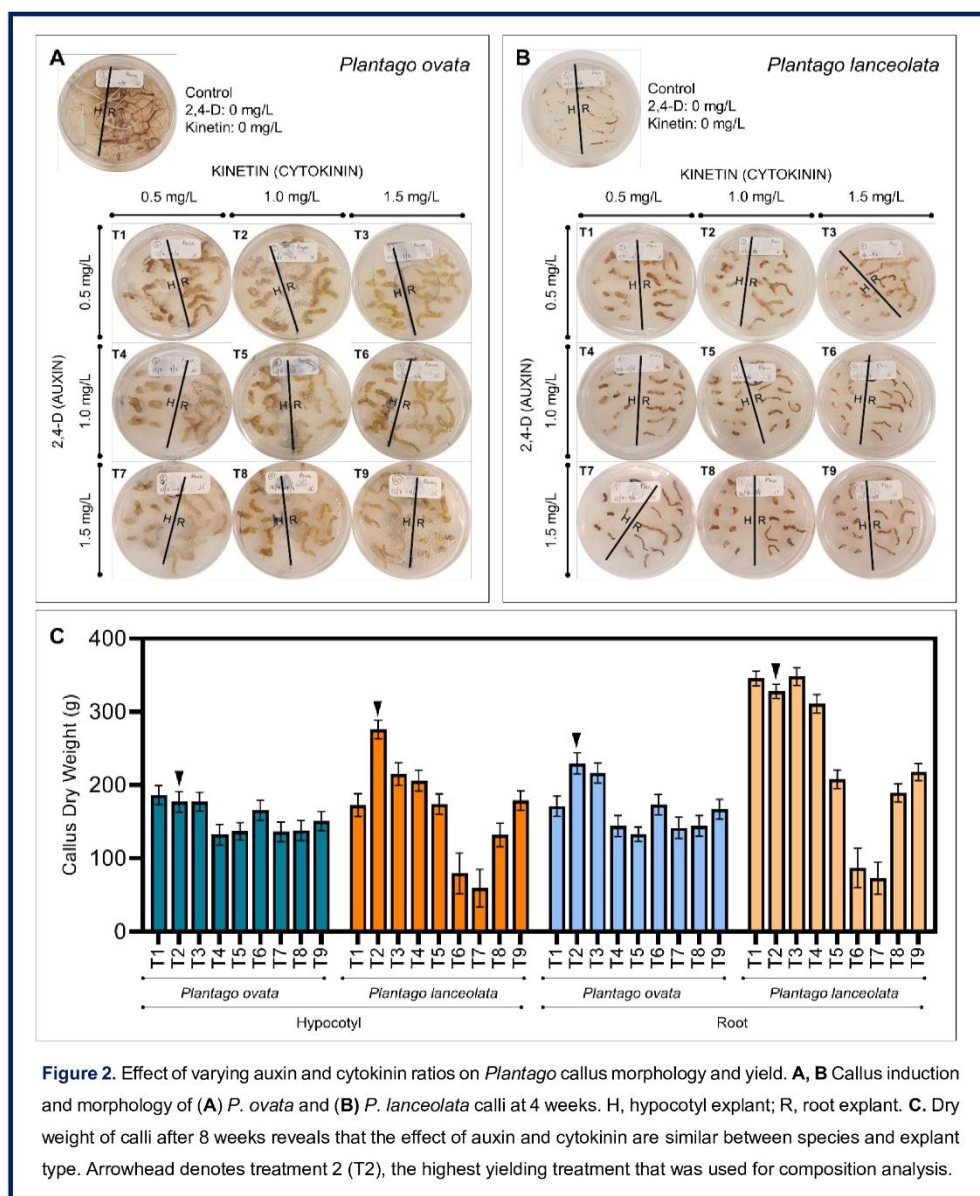 A
Plantago ovata
Control
2,4-D: 0 mg/L
Kinetin: 0 mg/L
H R
KINETIN (CYTOKININ)
0.5 mg/L 1.0 mg/L 1.5 mg/L
2,4-D (AUXIN)
0.5 mg/L
T1 T2 T3
H R H R H R
1.0 mg/L
T4 T5 T6
H R H R H R
1.5 mg/L
T7 T8 T9
H R H R H R
B
Plantago lanceolata
Control
2,4-D: 0 mg/L
Kinetin: 0 mg/L
H R
KINETIN (CYTOKININ)
0.5 mg/L 1.0 mg/L 1.5 mg/L
2,4-D (AUXIN)
0.5 mg/L
T1 T2 T3
H R H R H R
1.0 mg/L
T4 T5 T6
H R H R H R
1.5 mg/L
T7 T8 T9
H R H R H R
C
Callus Dry Weight (g)
400
300
200
100
0
T1 T2 T3 T4 T5 T6 T7 T8 T9 T1 T2 T3 T4 T5 T6 T7 T8 T9 T1 T2 T3 T4 T5 T6 T7 T8 T9 T1 T2 T3 T4 T5 T6 T7 T8 T9
Plantago ovata Plantago lanceolata Plantago ovata Plantago lanceolata
Hypocotyl Root
Figure 2. Effect of varying auxin and cytokinin ratios on Plantago callus morphology and yield. A, B Callus induction
and morphology of (A) P. ovata and (B) P. lanceolata calli at 4 weeks. H, hypocotyl explant; R, root explant. C. Dry
weight of calli after 8 weeks reveals that the effect of auxin and cytokinin are similar between species and explant
type. Arrowhead denotes treatment 2 (T2), the highest yielding treatment that was used for composition analysis.